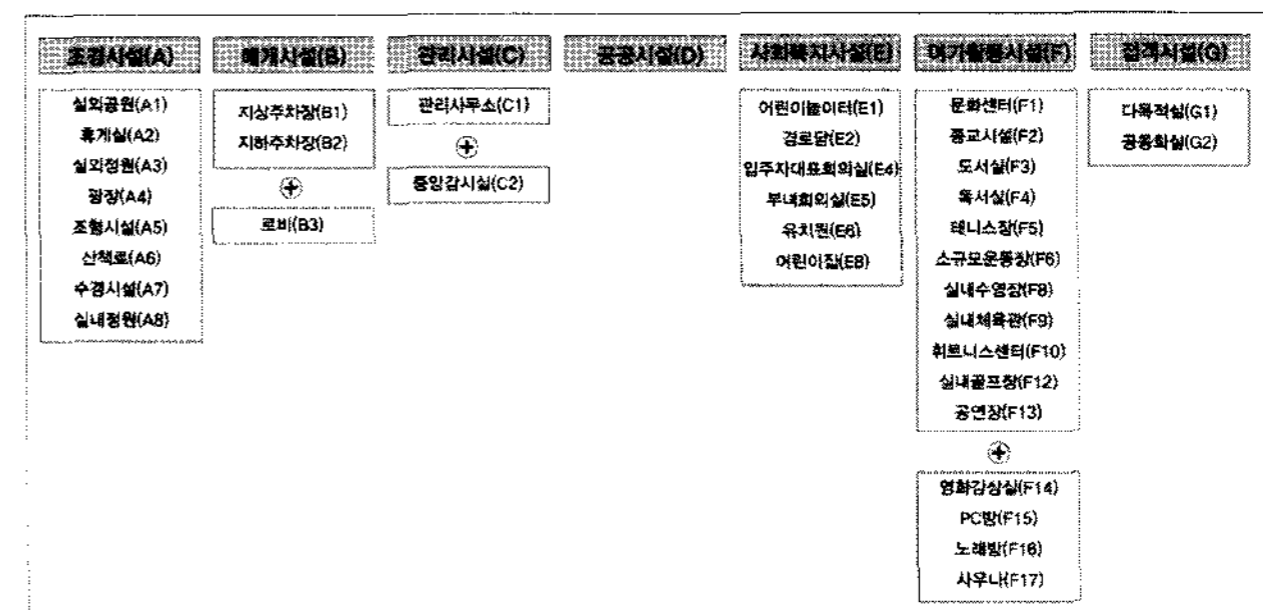 조경시설(A)
매개시설(B)
관리시설(C)
공공시설(D)
사회복지시설(E)
여가활동시설(F)
접객시설(G)
실외공원(A1)
휴게실(A2)
실외정원(A3)
광장(A4)
조형시설(A5)
산책로(A6)
수경시설(A7)
실내정원(A8)
지상주차장(B1)
지하주차장(B2)
로비(B3)
관리사무소(C1)
중앙감시실(C2)
어린이놀이터(E1)
경로당(E2)
입주자대표회의실(E4)
부녀회의실(E5)
유치원(E6)
어린이집(E8)
문화센터(F1)
종교시설(F2)
도서실(F3)
독서실(F4)
테니스장(F5)
소규모운동장(F6)
실내수영장(F8)
실내체육관(F9)
휘트니스센터(F10)
실내골프장(F12)
공연장(F13)
영화감상실(F14)
PC방(F15)
노래방(F16)
사우나(F17)
다목적실(G1)
공동학실(G2)